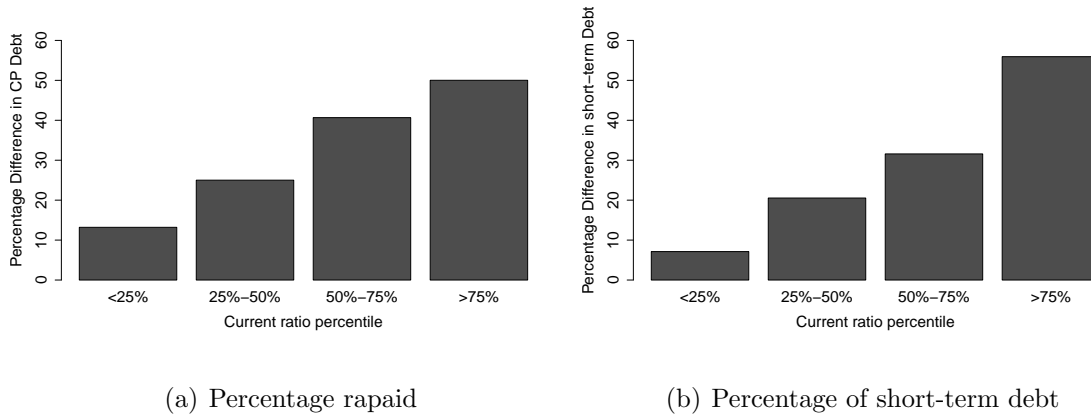 Percentage Difference in CP Debt
60
50
40
30
20
10
0
<25% 25%−50% 50%−75% >75%
Current ratio percentile
(a) Percentage rapaid
Percentage Difference in short−term Debt
60
50
40
30
20
10
0
<25% 25%−50% 50%−75% >75%
Current ratio percentile
(b) Percentage of short-term debt